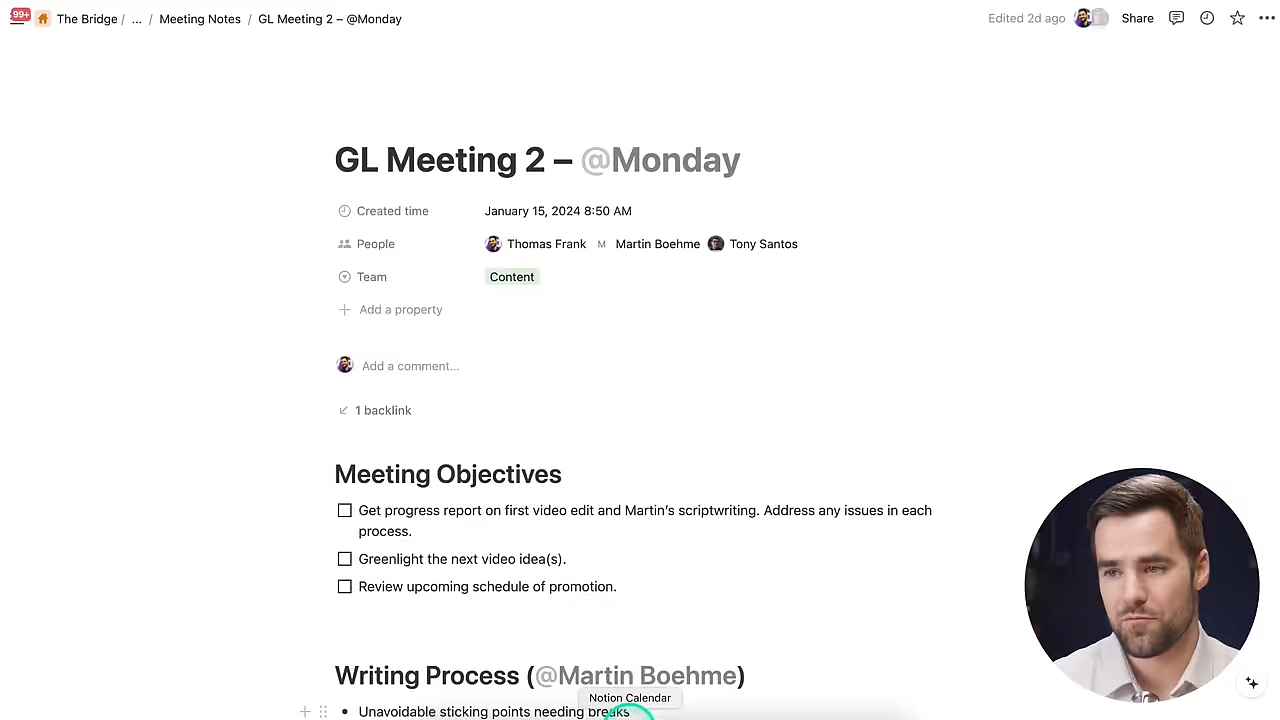 99+ The Bridge / ... / Meeting Notes / GL Meeting 2 – @Monday
Edited 2d ago Share
GL Meeting 2 – @Monday
Created time January 15, 2024 8:50 AM
People Thomas Frank M Martin Boehme Tony Santos
Team Content
Add a property
Add a comment...
1 backlink
Meeting Objectives
Get progress report on first video edit and Martin's scriptwriting. Address any issues in each
process.
Greenlight the next video idea(s).
Review upcoming schedule of promotion.
Writing Process (@Martin Boehme)
Notion Calendar
Unavoidable sticking points needing breaks